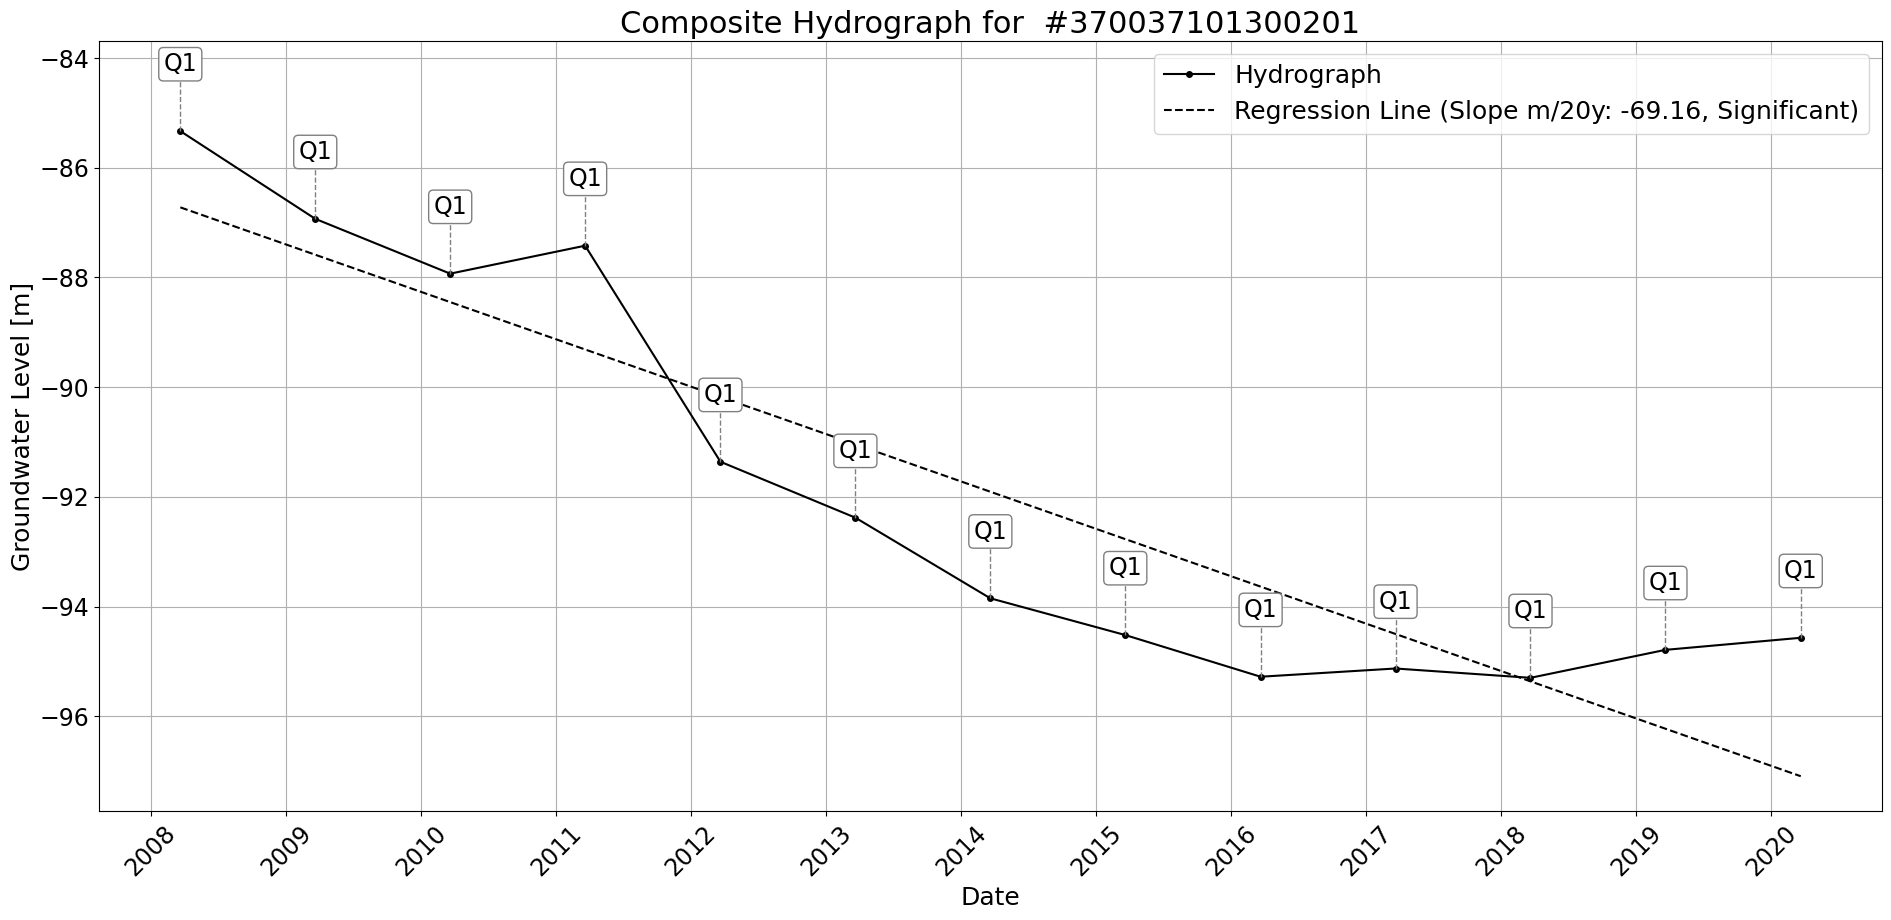 Composite Hydrograph for  #370037101300201
Hydrograph
Regression Line (Slope m/20y: -69.16, Significant)
Groundwater Level [m]
−84
−86
−88
−90
−92
−94
−96
Q1
Q1
Q1
Q1
Q1
Q1
Q1
Q1
Q1
Q1
Q1
Q1
Q1
2008
2009
2010
2011
2012
2013
2014
2015
2016
2017
2018
2019
2020
Date